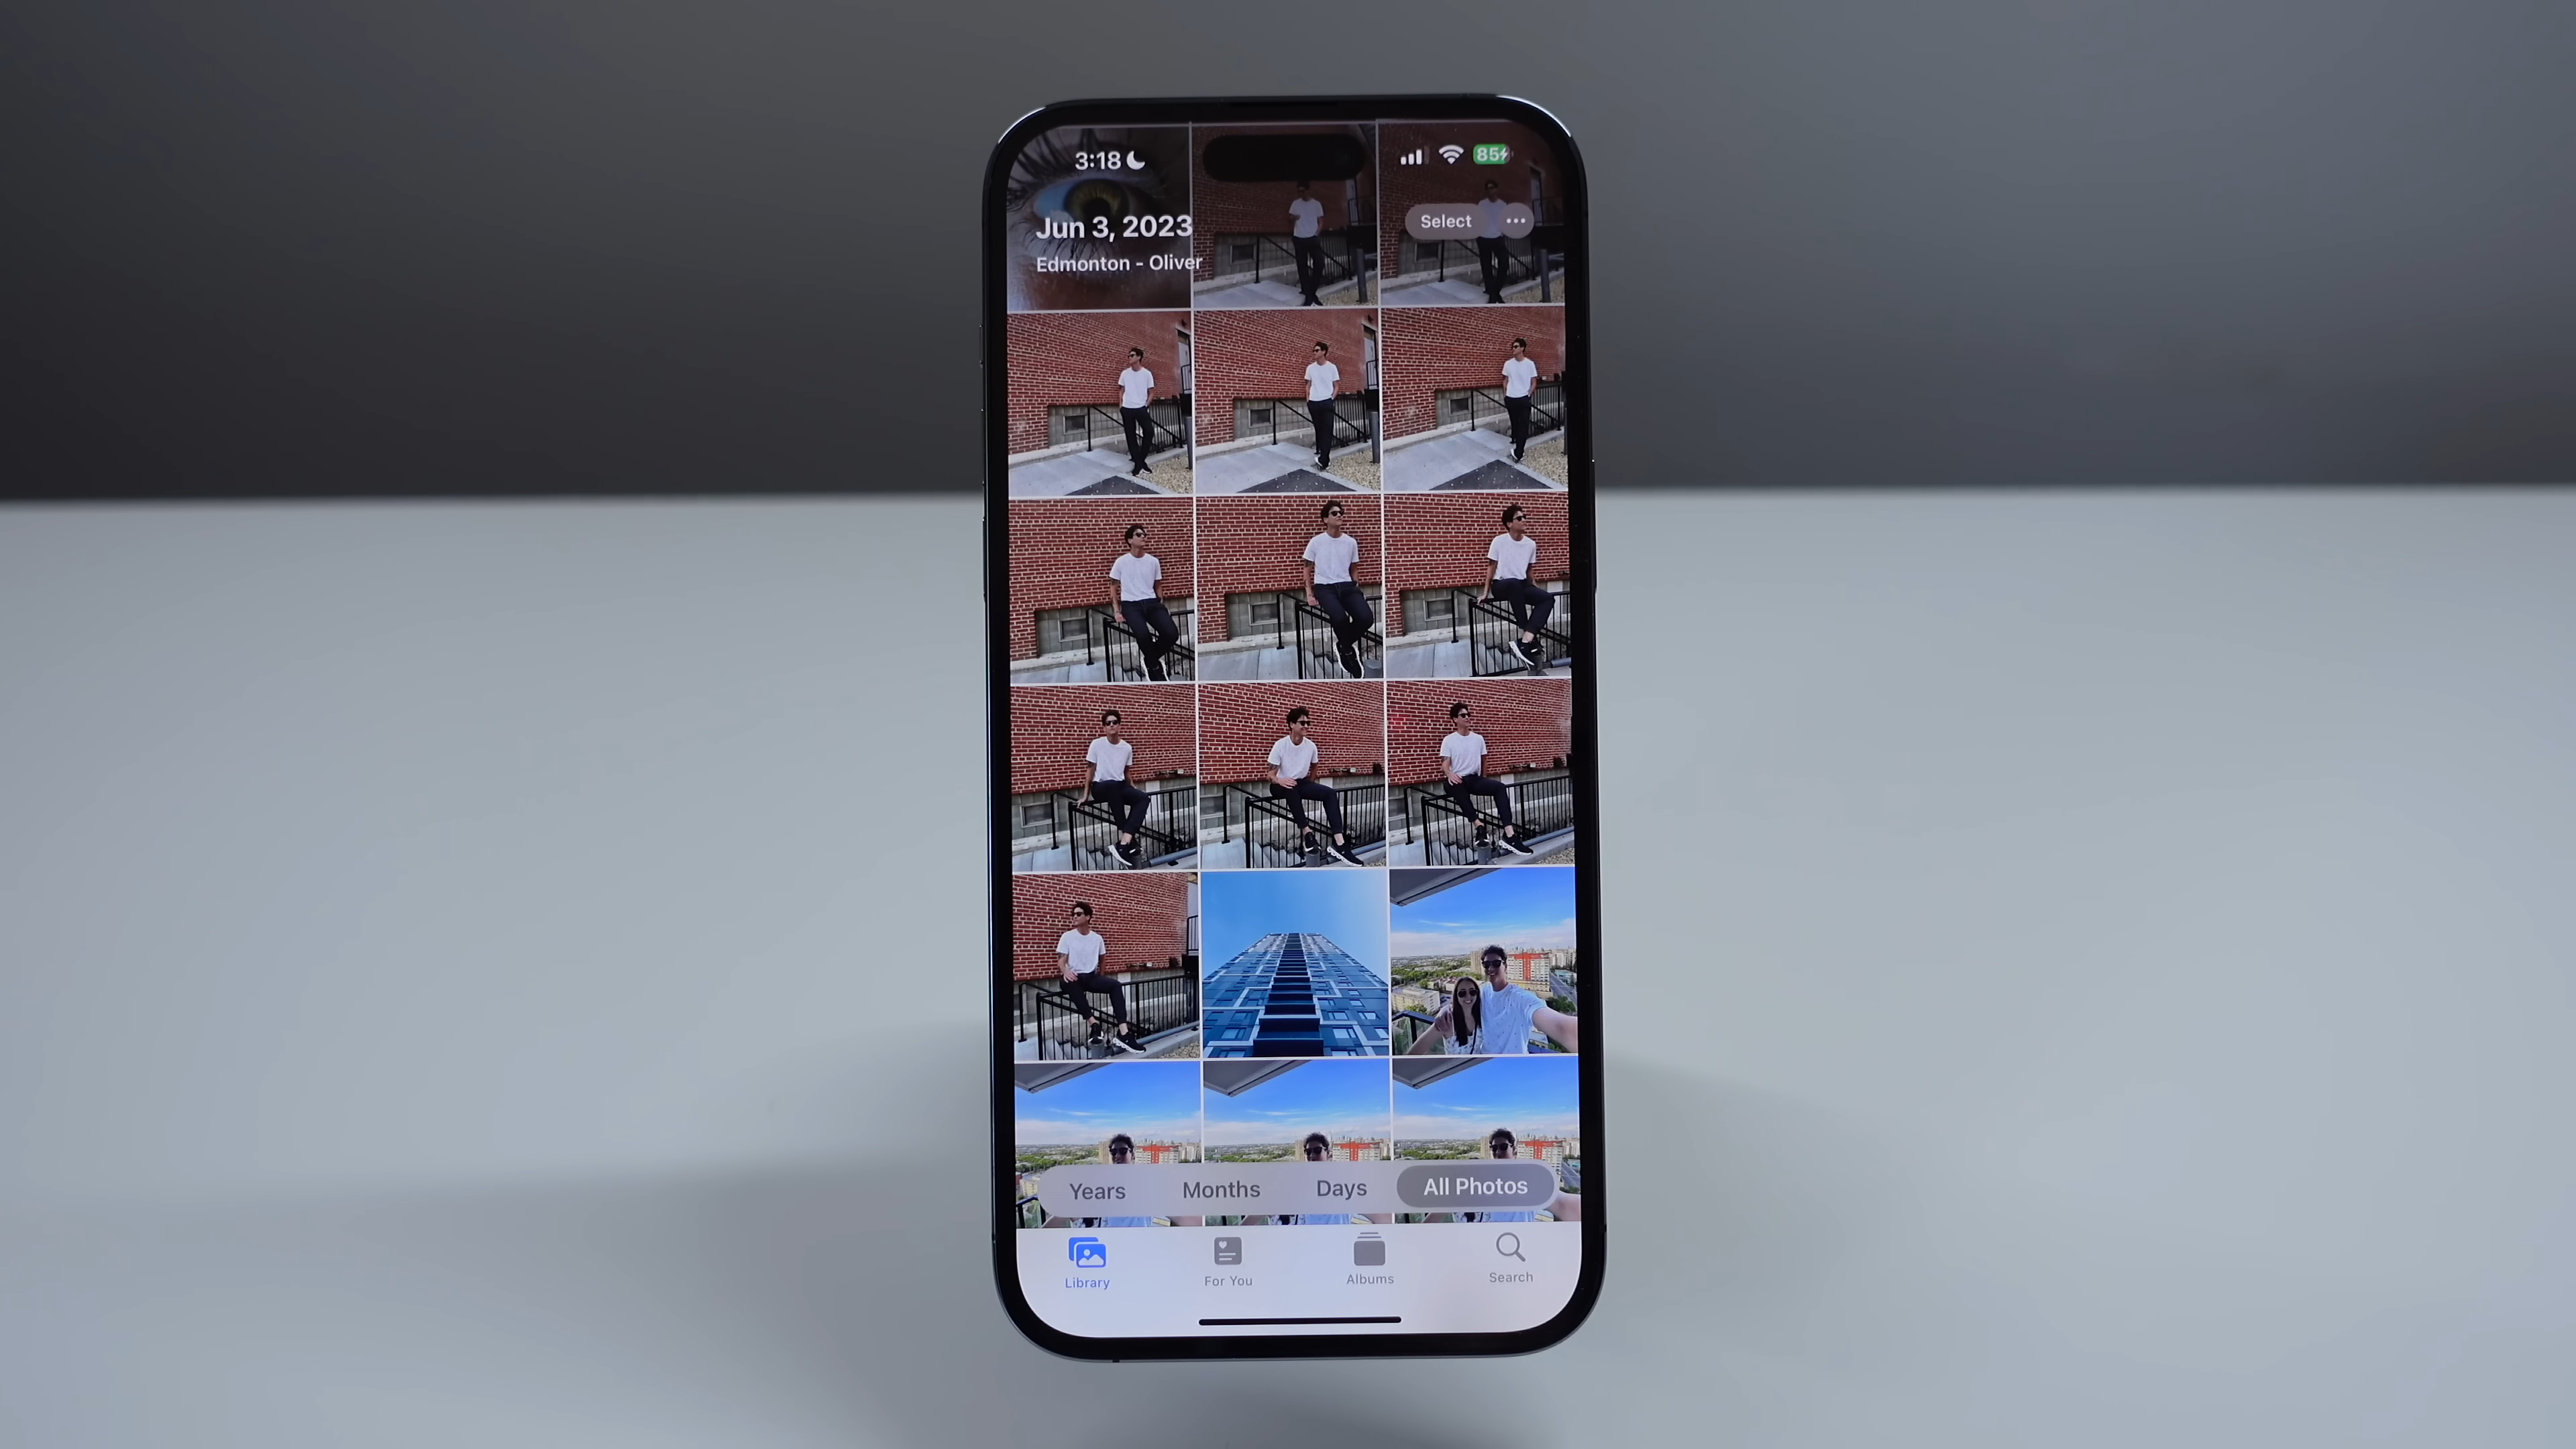 3:18
85
Jun 3, 2023
Select
Edmonton - Oliver
Years Months Days All Photos
Library For You Albums Search